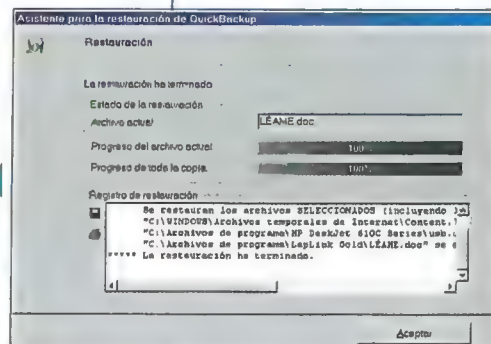 Asistente para la restauración de QuickBackup
Restauración
La restauración ha terminado
Estado de la restauración
Archivo actual
LÉAME.doc
Progreso del archivo actual
100%
Progreso de toda la copia.
100%
Registro de restauración
Se restauran los archivos SELECCIONADOS (incluyendo
"C:\WINDOWS\Archivos temporales de Internet\Content.
"C:\Archivos de programa\HP DeskJet 610C Series\usb.
"C:\Archivos de programa\LapLink Gold\LÉAME.doc" se
***** La restauración ha terminado.
Aceptar